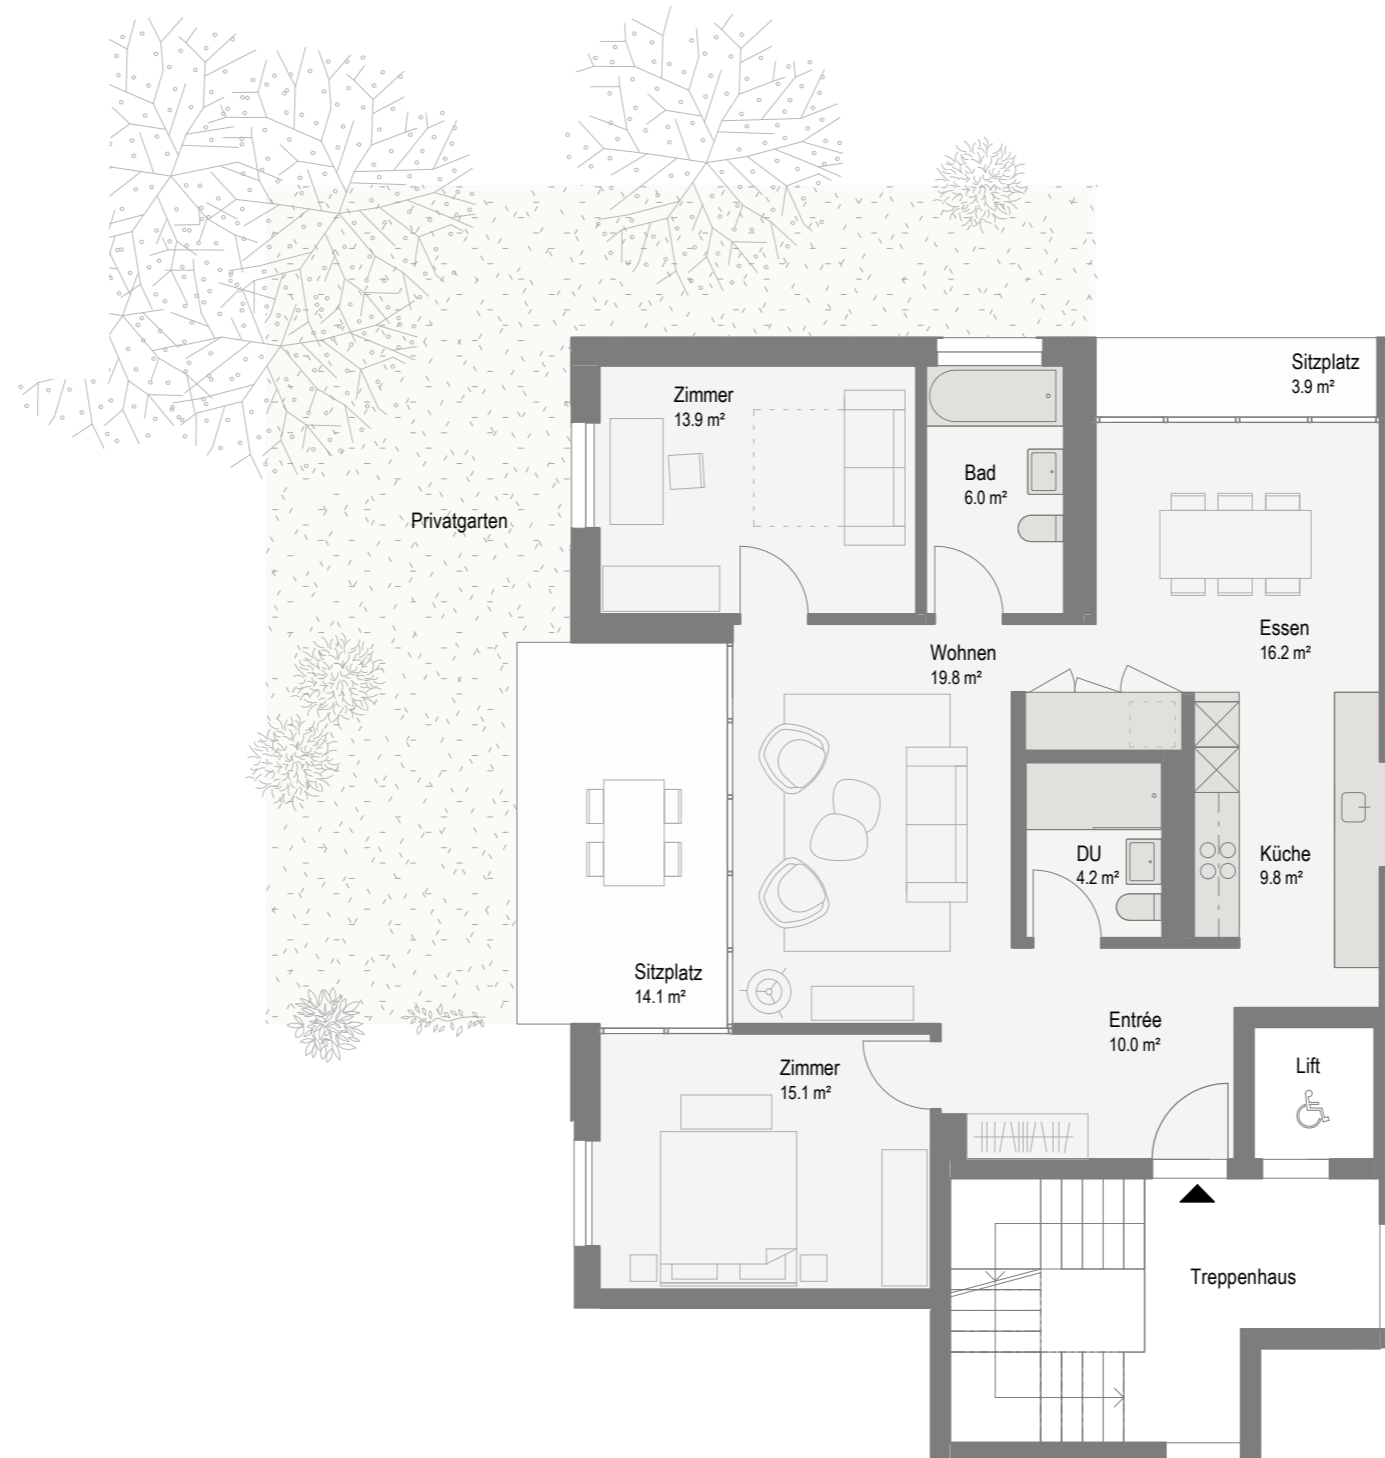 Sitzplatz
3.9 m²
Zimmer
13.9 m²
Bad
6.0 m²
Privatgarten
Essen
16.2 m²
Wohnen
19.8 m²
DU
4.2 m²
Küche
9.8 m²
Sitzplatz
14.1 m²
Entrée
10.0 m²
Zimmer
15.1 m²
Lift
Treppenhaus